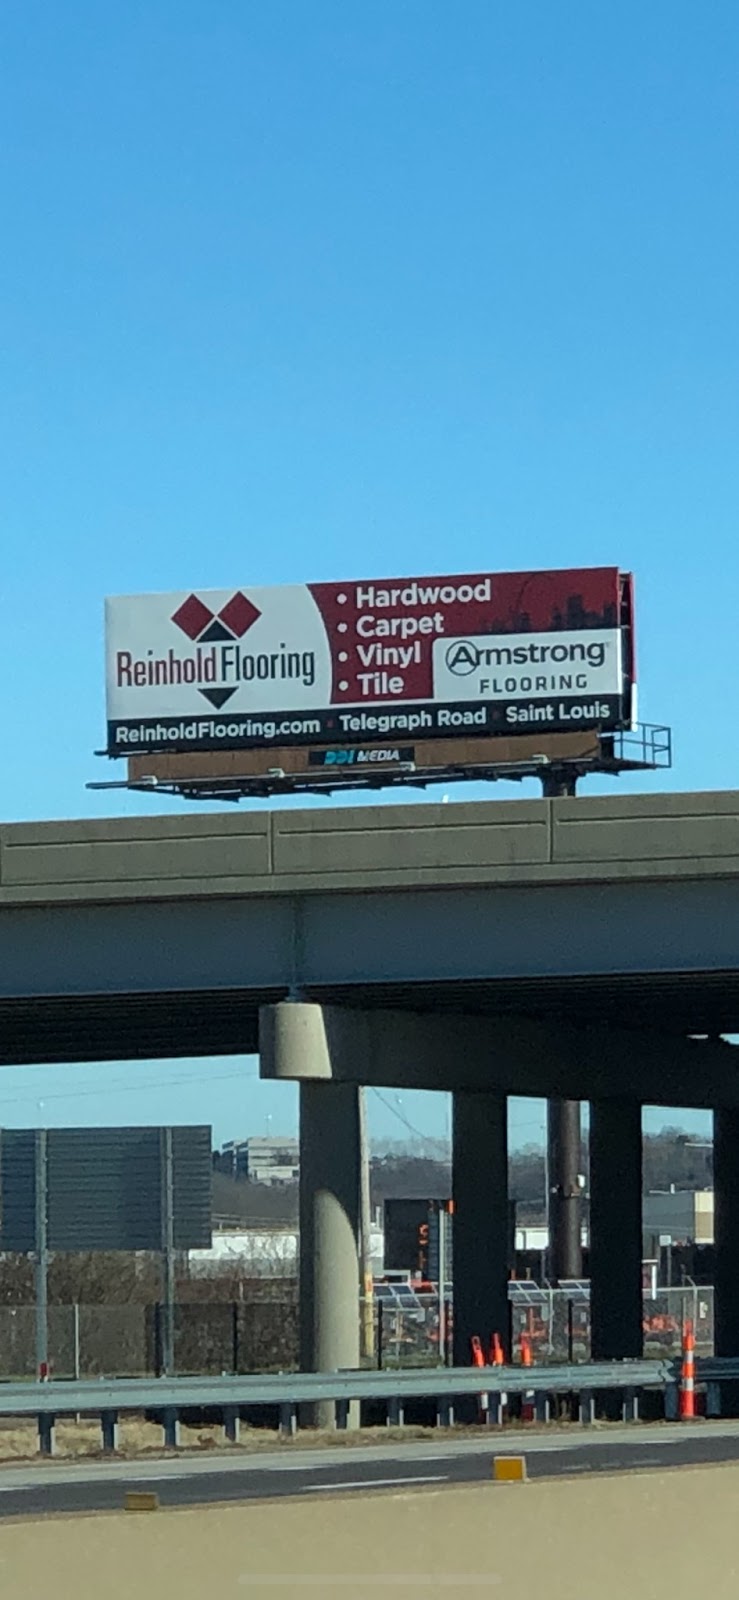 Reinhold Flooring
• Hardwood
• Carpet
• Vinyl
• Tile
Armstrong
FLOORING
ReinholdFlooring.com • Telegraph Road • Saint Louis
DDI MEDIA